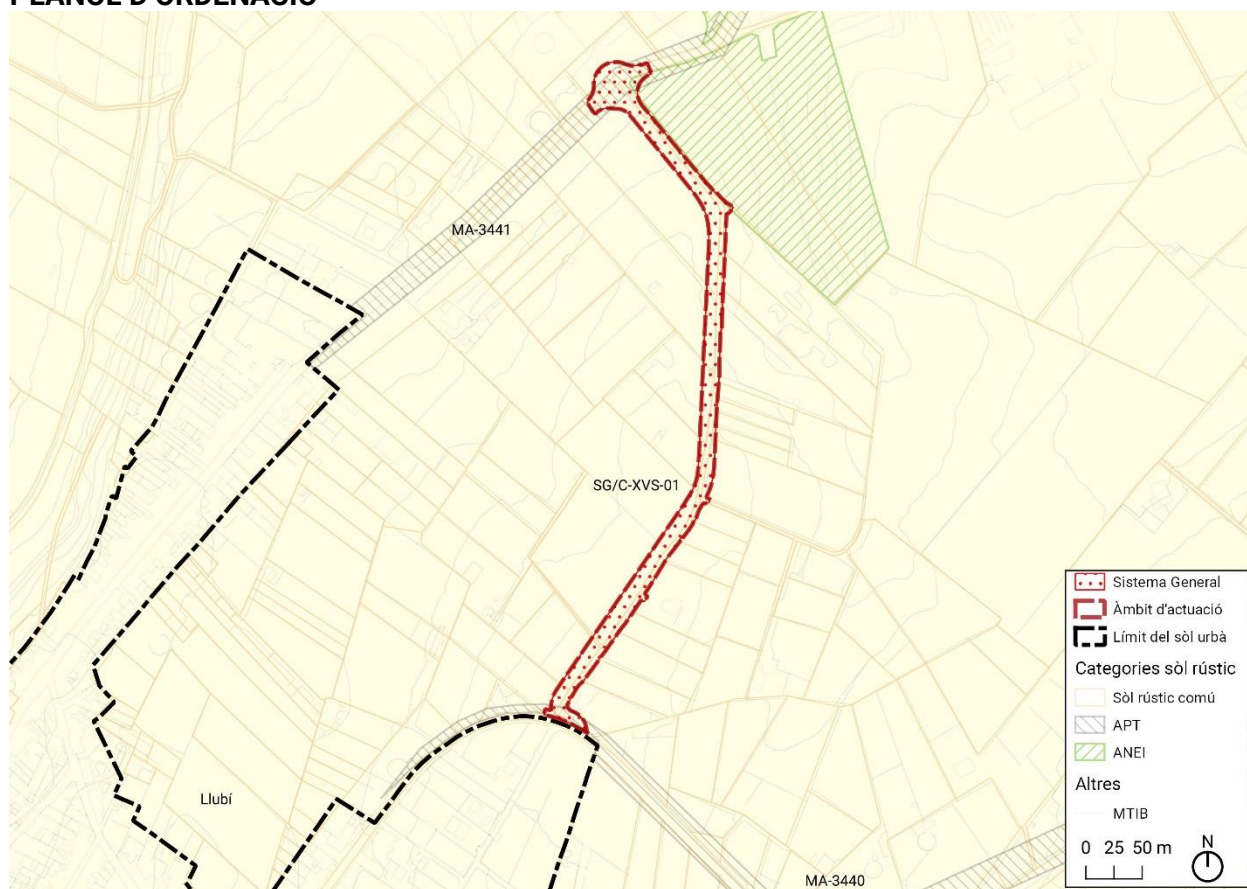 PLÀNOL D'ORDENACIÓ
MA-3441
SG/C-XVS-01
Llubí
MA-3440
Sistema General
Àmbit d'actuació
Límit del sòl urbà
Categories sòl rústic
Sòl rústic comú
APT
ANEI
Altres
MTIB
0 25 50 m
N